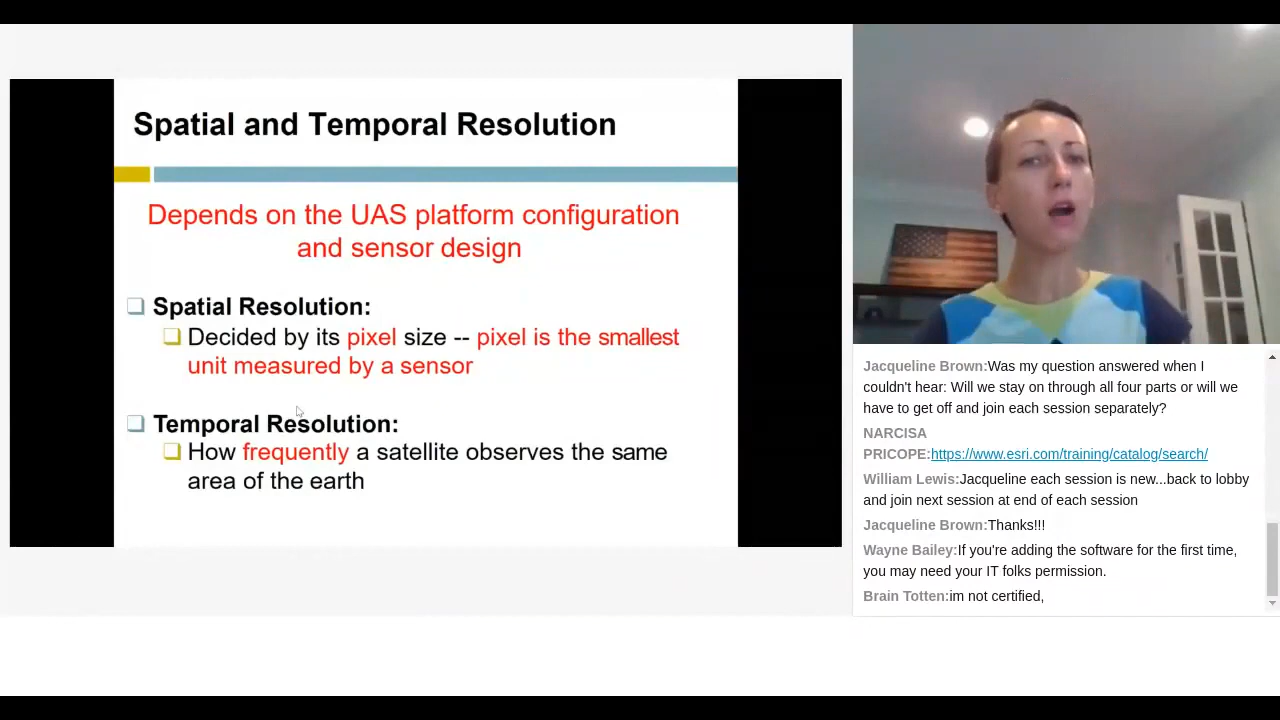 Spatial and Temporal Resolution
Depends on the UAS platform configuration
and sensor design
Spatial Resolution:
Decided by its pixel size -- pixel is the smallest
unit measured by a sensor
Temporal Resolution:
How frequently a satellite observes the same
area of the earth
Jacqueline Brown:Was my question answered when I
couldn't hear: Will we stay on through all four parts or will we
have to get off and join each session separately?
NARCISA
PRICOPE:https://www.esri.com/training/catalog/search/
William Lewis:Jacqueline each session is new...back to lobby
and join next session at end of each session
Jacqueline Brown:Thanks!!!
Wayne Bailey:If you're adding the software for the first time,
you may need your IT folks permission.
Brain Totten:im not certified,